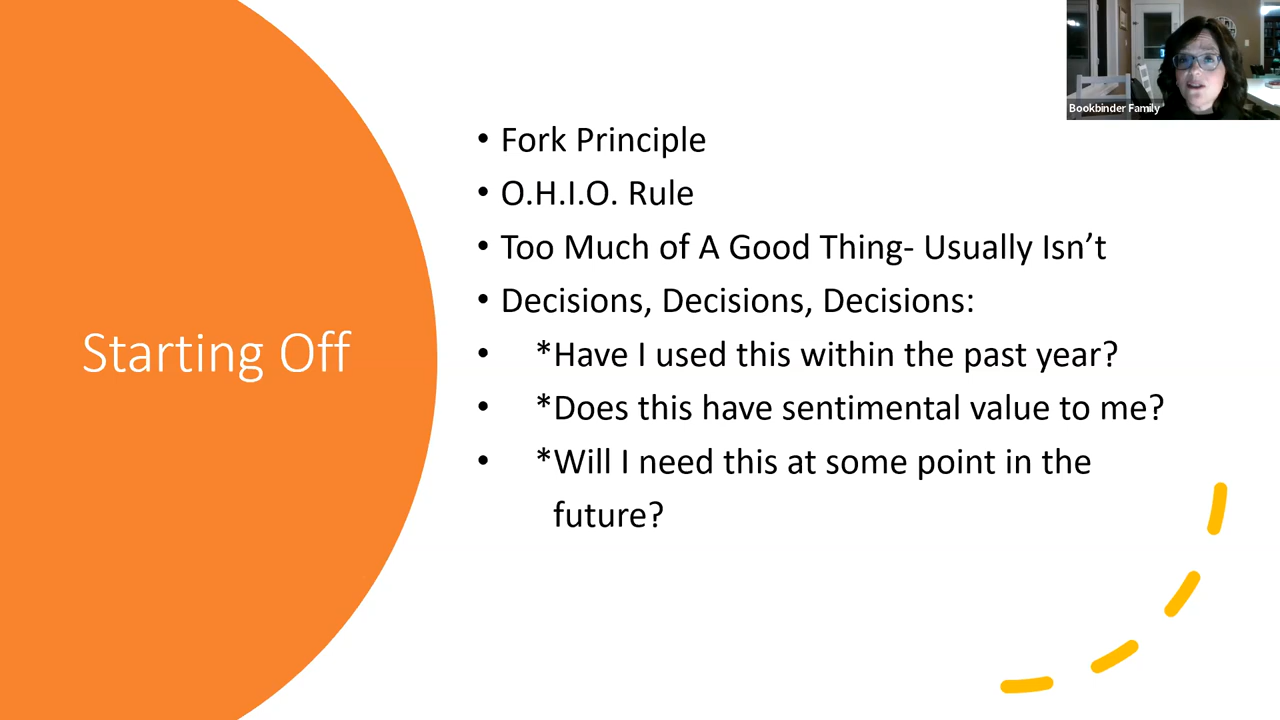 Bookbinder Family
• Fork Principle
• O.H.I.O. Rule
• Too Much of A Good Thing- Usually Isn’t
• Decisions, Decisions, Decisions:
• *Have I used this within the past year?
• *Does this have sentimental value to me?
• *Will I need this at some point in the
future?
Starting Off